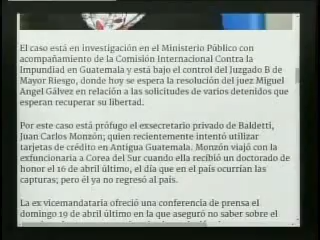 El caso está en investigación en el Ministerio Público con
acompañamiento de la Comisión Internacional Contra la
Impundiad en Guatemala y está bajo el control del Juzgado B de
Mayor Riesgo, donde hoy se espera la resolución del juez Miguel
Angel Gálvez en relación a las solicitudes de varios detenidos que
esperan recuperar su libertad.
Por este caso está prófugo el exsecretario privado de Baldetti,
Juan Carlos Monzón; quien recientemente intentó utilizar
tarjetas de crédito en Antigua Guatemala. Monzón viajó con la
exfuncionaria a Corea del Sur cuando ella recibió un doctorado de
honor el 16 de abril último, el día que en el país ocurrían las
capturas; pero él ya no regresó al país.
La ex vicemandataria ofreció una conferencia de prensa el
domingo 19 de abril último en la que aseguró no saber sobre el